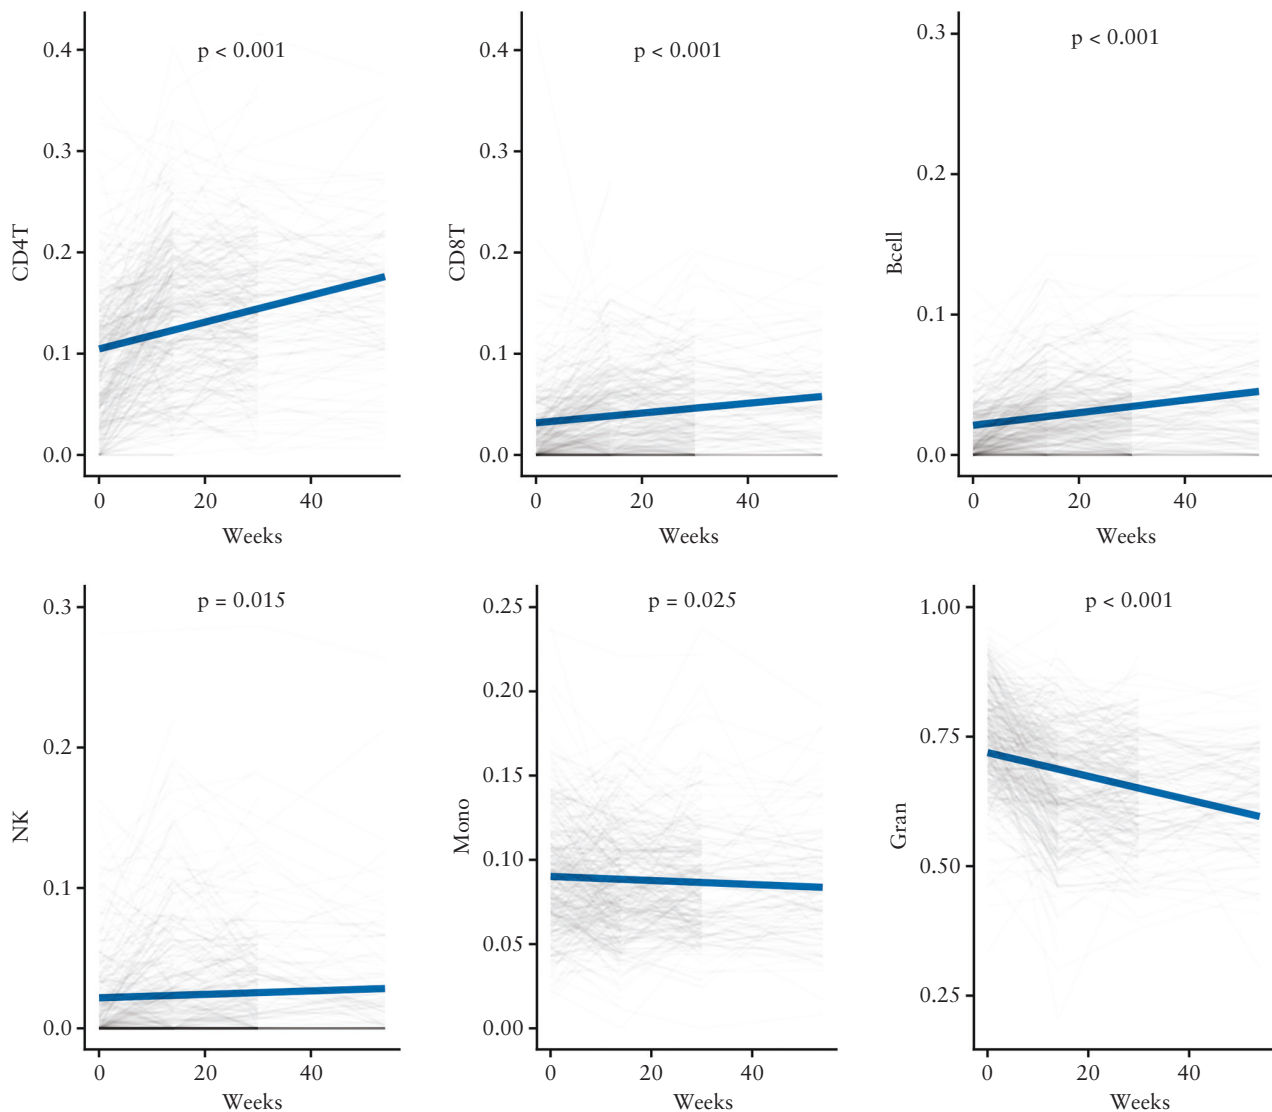 p < 0.001
0.4
0.3
0.2
0.1
0.0
CD4T
0 20 40
Weeks
p < 0.001
0.4
0.3
0.2
0.1
0.0
CD8T
0 20 40
Weeks
p < 0.001
0.3
0.2
0.1
0.0
Bcell
0 20 40
Weeks
p = 0.015
0.3
0.2
0.1
0.0
NK
0 20 40
Weeks
p = 0.025
0.25
0.20
0.15
0.10
0.05
0.00
Mono
0 20 40
Weeks
p < 0.001
1.00
0.75
0.50
0.25
Gran
0 20 40
Weeks